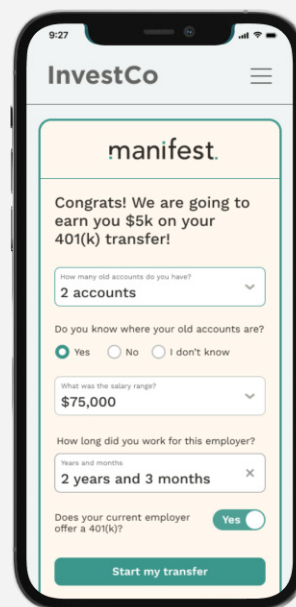 9:27
InvestCo
manifest.
Congrats! We are going to
earn you $5k on your
401(k) transfer!
How many old accounts do you have?
2 accounts
Do you know where your old accounts are?
Yes No I don't know
What was the salary range?
$75,000
How long did you work for this employer?
Years and months
2 years and 3 months
Does your current employer
offer a 401(k)?
Yes
Start my transfer